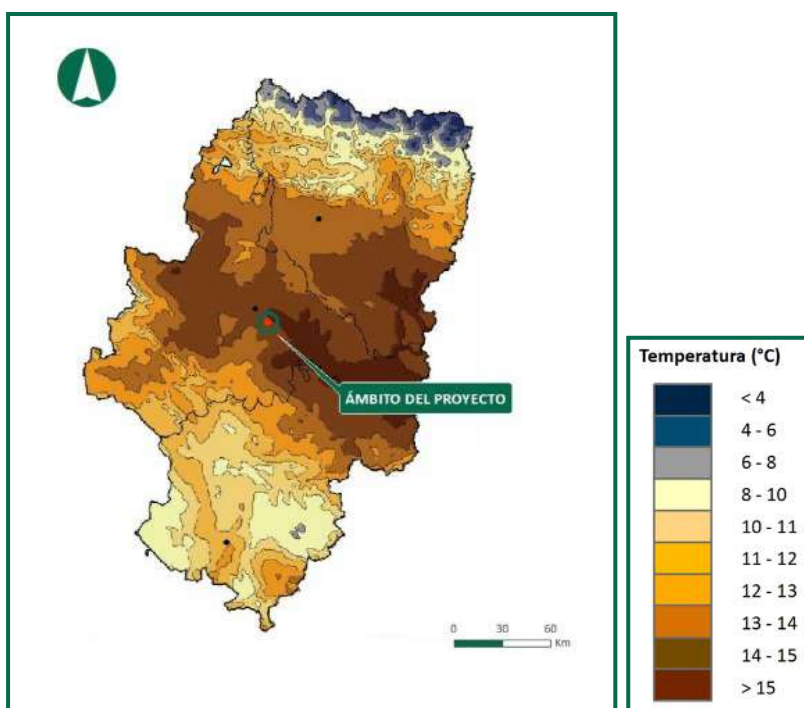 ÁMBITO DEL PROYECTO
0 30 60
Km
Temperatura (°C)
< 4
4 - 6
6 - 8
8 - 10
10 - 11
11 - 12
12 - 13
13 - 14
14 - 15
> 15